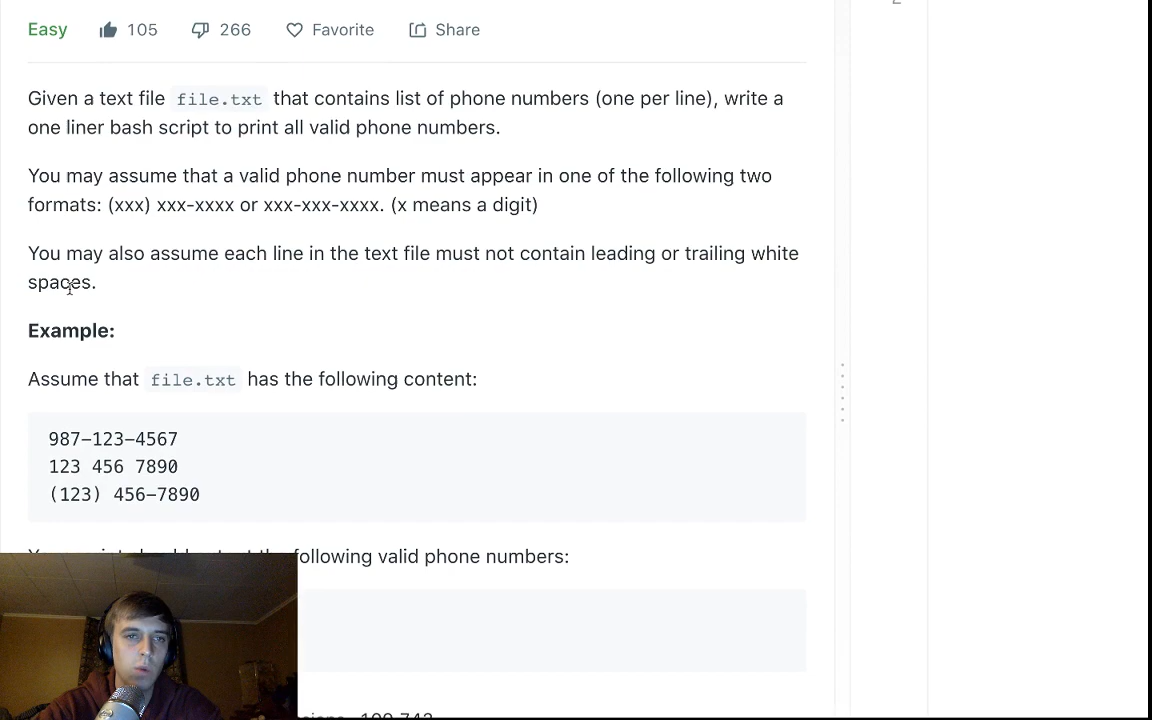 Easy 105 266 Favorite Share
Given a text file file.txt that contains list of phone numbers (one per line), write a
one liner bash script to print all valid phone numbers.
You may assume that a valid phone number must appear in one of the following two
formats: (xxx) xxx-xxxx or xxx-xxx-xxxx. (x means a digit)
You may also assume each line in the text file must not contain leading or trailing white
spaces.
Example:
Assume that file.txt has the following content:
987-123-4567
123 456 7890
(123) 456-7890
following valid phone numbers: